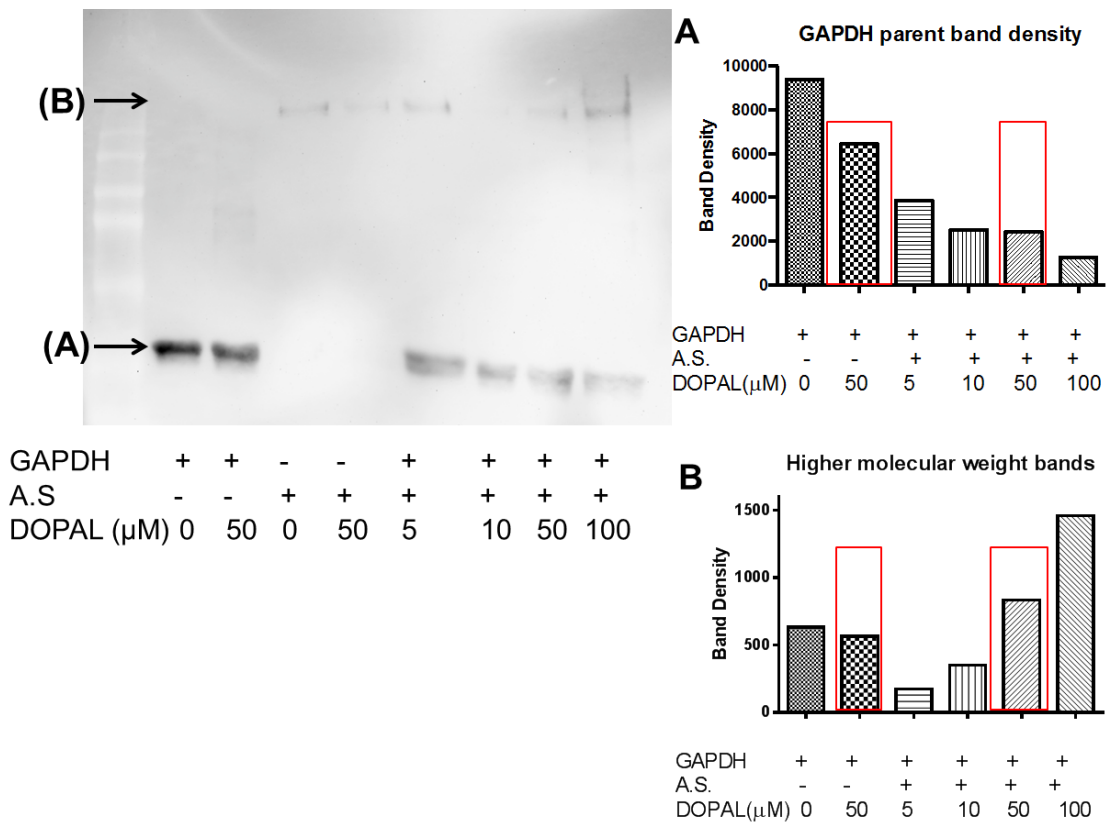 (B)
(A)
GAPDH + + - - + + + +
A.S - - + + + + + +
DOPAL (µM) 0 50 0 50 5 10 50 100
A
GAPDH parent band density
10000
8000
6000
4000
2000
0
Band Density
GAPDH + + + + + +
A.S. - - + + + +
DOPAL(µM) 0 50 5 10 50 100
B
Higher molecular weight bands
1500
1000
500
0
Band Density
GAPDH + + + + + +
A.S. - - + + + +
DOPAL(µM) 0 50 5 10 50 100